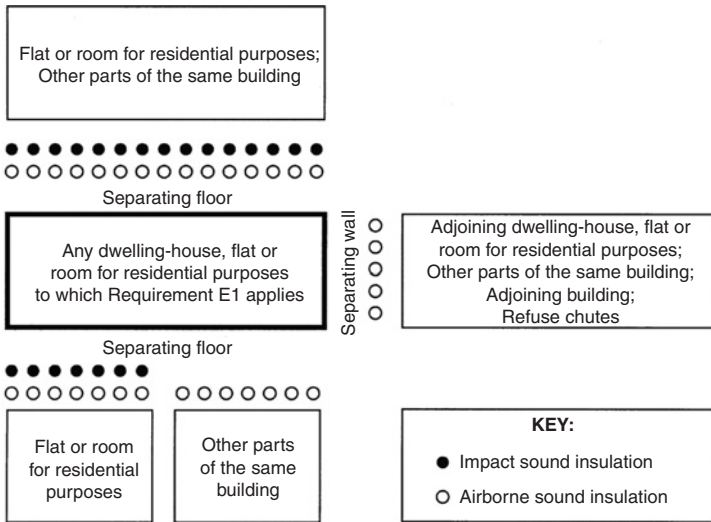 Flat or room for residential purposes;
Other parts of the same building
Separating floor
Any dwelling-house, flat or
room for residential purposes
to which Requirement E1 applies
Separating wall
Adjoining dwelling-house, flat or
room for residential purposes;
Other parts of the same building;
Adjoining building;
Refuse chutes
Separating floor
Flat or room
for residential
purposes
Other parts
of the same
building
KEY:
Impact sound insulation
Airborne sound insulation